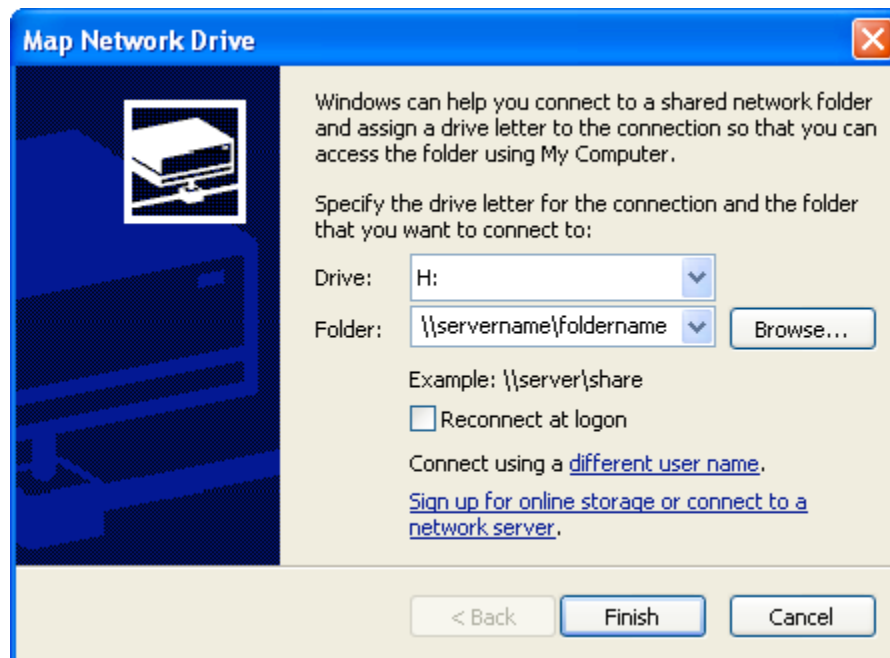 Map Network Drive
Windows can help you connect to a shared network folder
and assign a drive letter to the connection so that you can
access the folder using My Computer.
Specify the drive letter for the connection and the folder
that you want to connect to:
Drive: H:
Folder: \\servername\foldername Browse...
Example: \\server\share
Reconnect at logon
Connect using a different user name.
Sign up for online storage or connect to a
network server.
< Back Finish Cancel